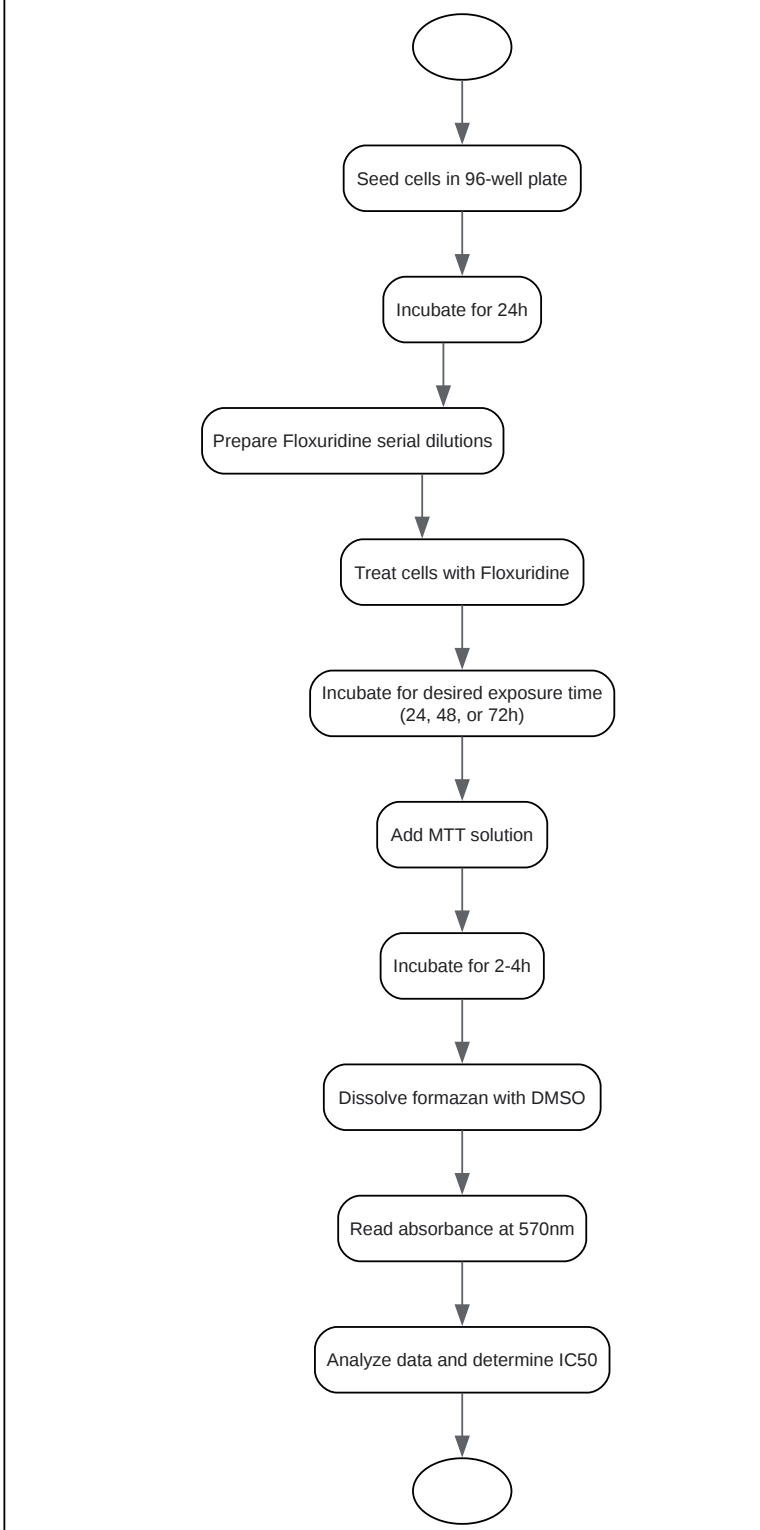 Seed cells in 96-well plate
Incubate for 24h
Prepare Floxuridine serial dilutions
Treat cells with Floxuridine
Incubate for desired exposure time
(24, 48, or 72h)
Add MTT solution
Incubate for 2-4h
Dissolve formazan with DMSO
Read absorbance at 570nm
Analyze data and determine IC50